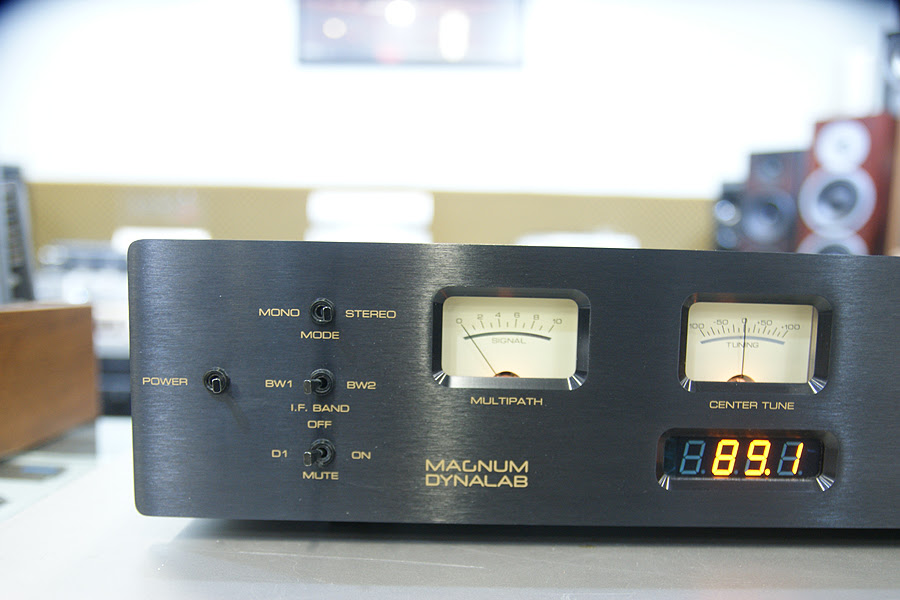 MONO STEREO
MODE
POWER
BW1 BW2
I.F. BAND
OFF
D1 ON
MUTE
0 2 4 6 8 10
SIGNAL
MULTIPATH
MAGNUM
DYNALAB
-100 -50 0 +50 +100
TUNING
CENTER TUNE
89.1